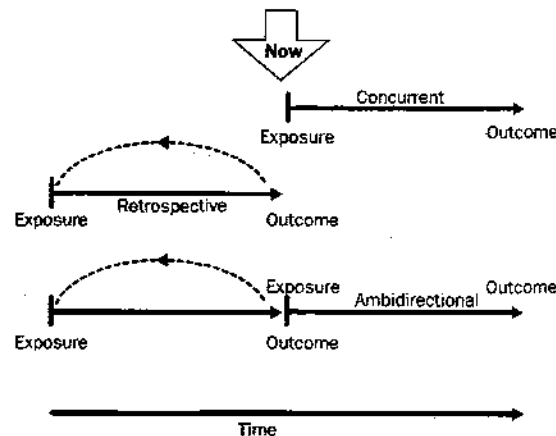 Now
Concurrent
Exposure
Outcome
Retrospective
Exposure
Outcome
Exposure
Ambidirectional
Outcome
Exposure
Outcome
Time